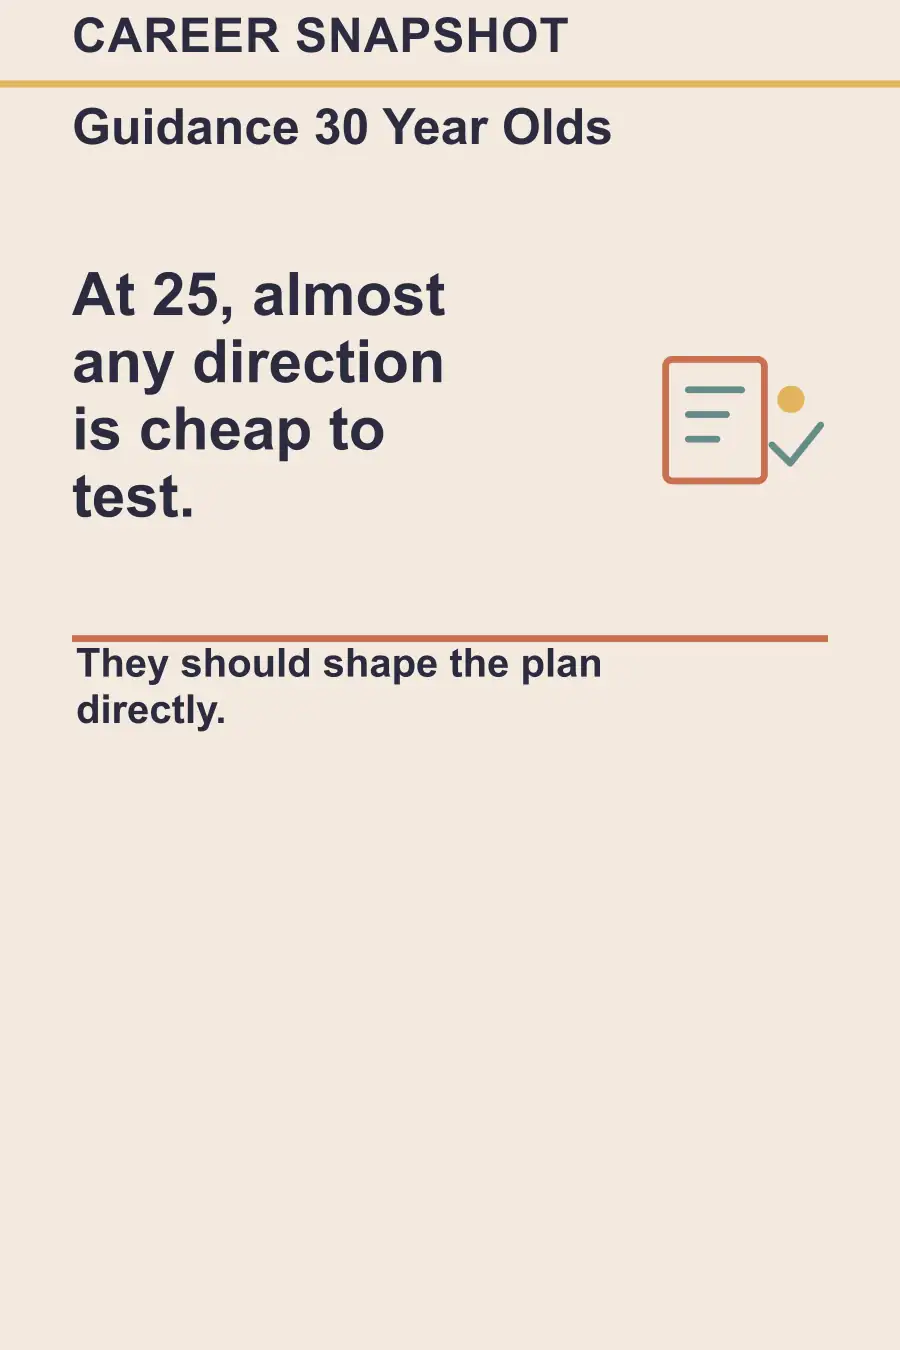 CAREER SNAPSHOT
Guidance 30 Year Olds
At 25, almost
any direction
is cheap to
test.
They should shape the plan
directly.